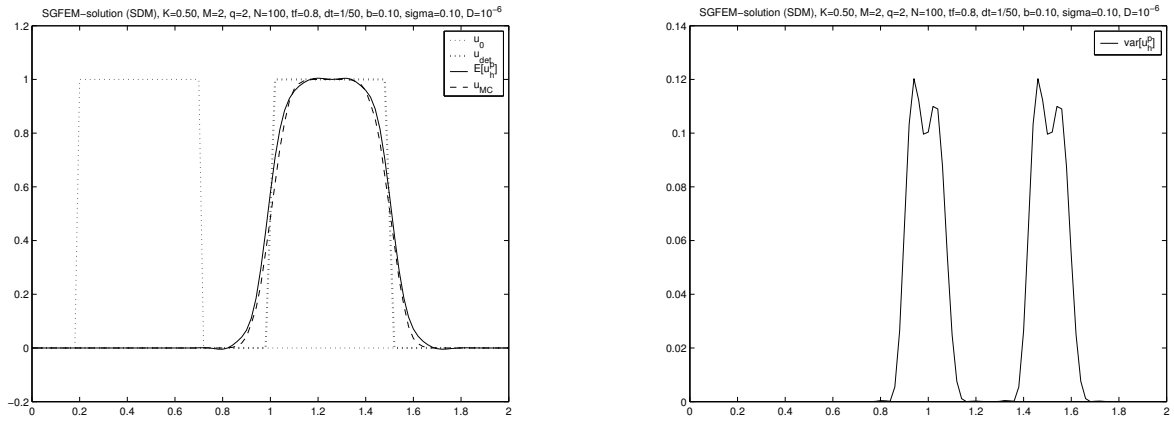 SGFEM-solution (SDM), K=0.50, M=2, q=2, N=100, tf=0.8, dt=1/50, b=0.10, sigma=0.10, D=10⁻⁶
1.2
1
0.8
0.6
0.4
0.2
0
−0.2
0 0.2 0.4 0.6 0.8 1 1.2 1.4 1.6 1.8 2
u_0
u_det
E[u_h^p]
u_MC
SGFEM-solution (SDM), K=0.50, M=2, q=2, N=100, tf=0.8, dt=1/50, b=0.10, sigma=0.10, D=10⁻⁶
0.14
0.12
0.1
0.08
0.06
0.04
0.02
0
0 0.2 0.4 0.6 0.8 1 1.2 1.4 1.6 1.8 2
var[u_h^p]